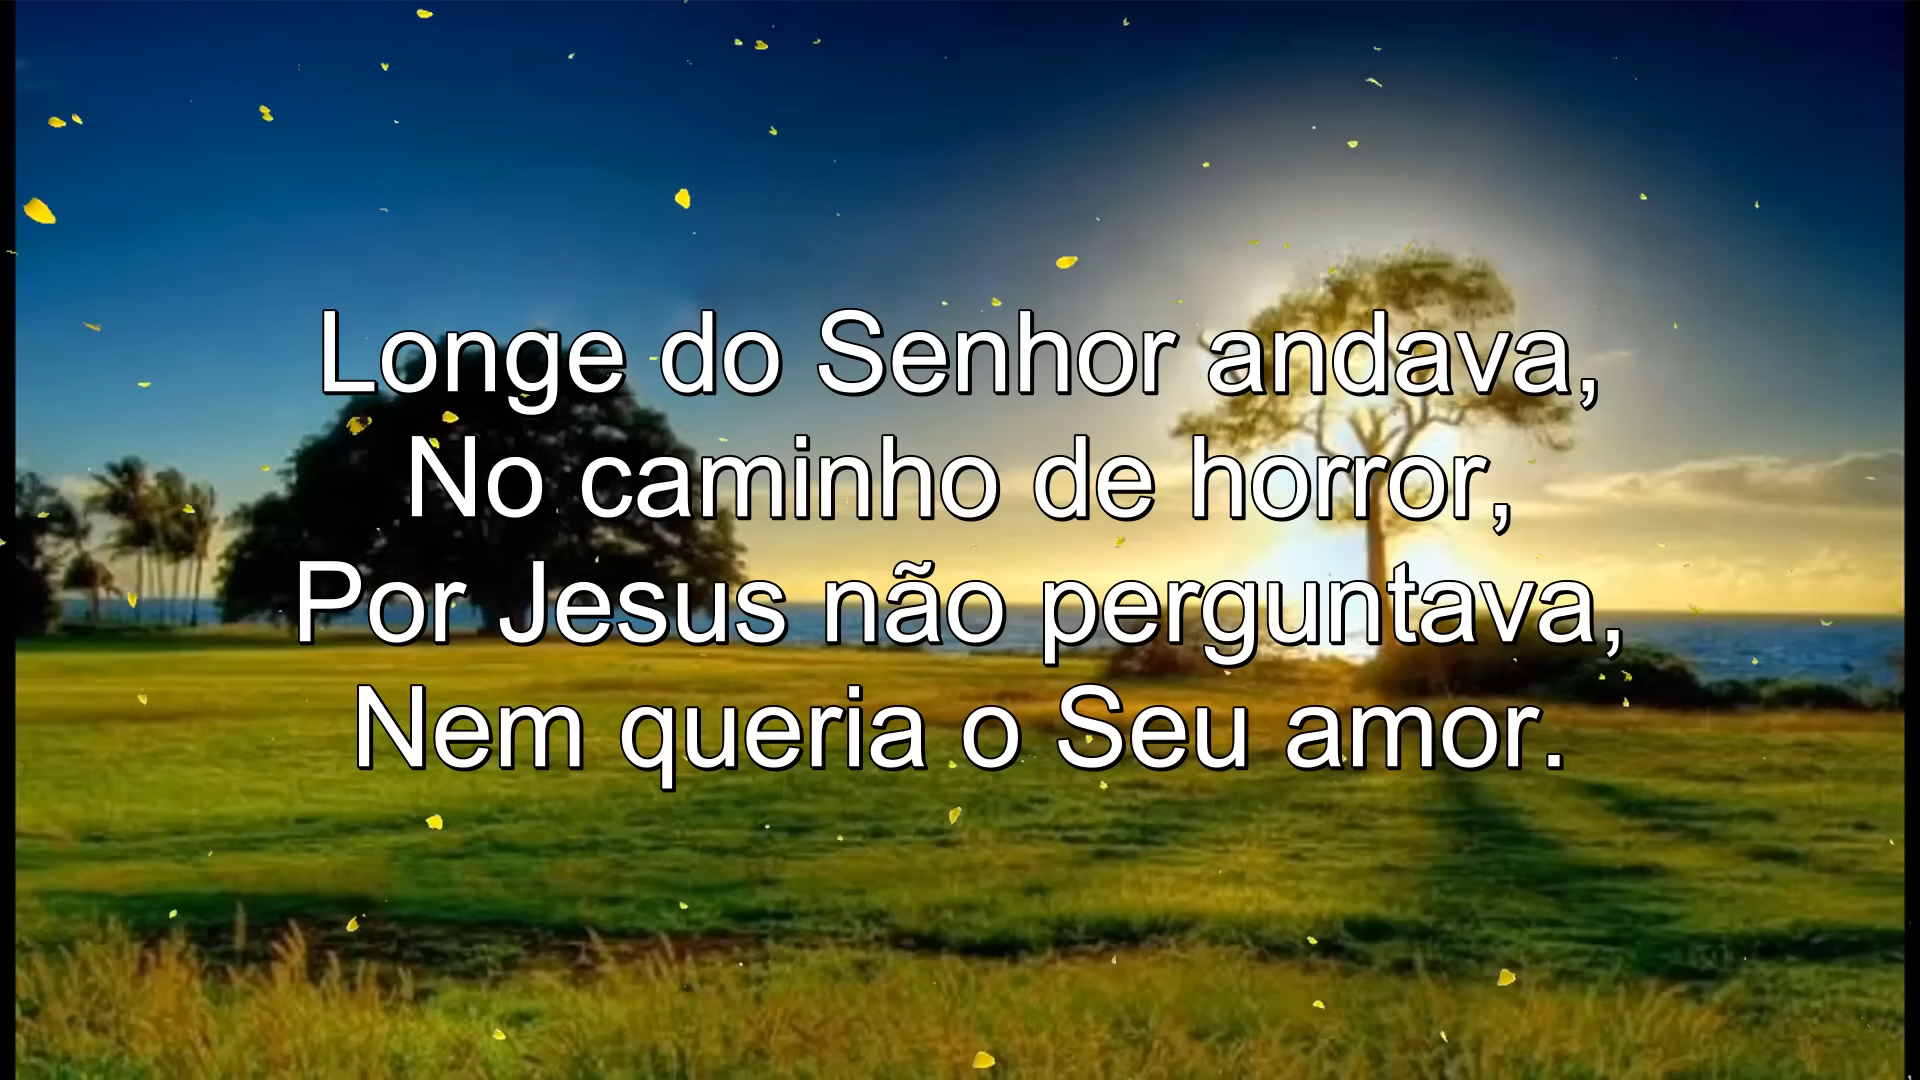 Longe do Senhor andava,
No caminho de horror,
Por Jesus não perguntava,
Nem queria o Seu amor.